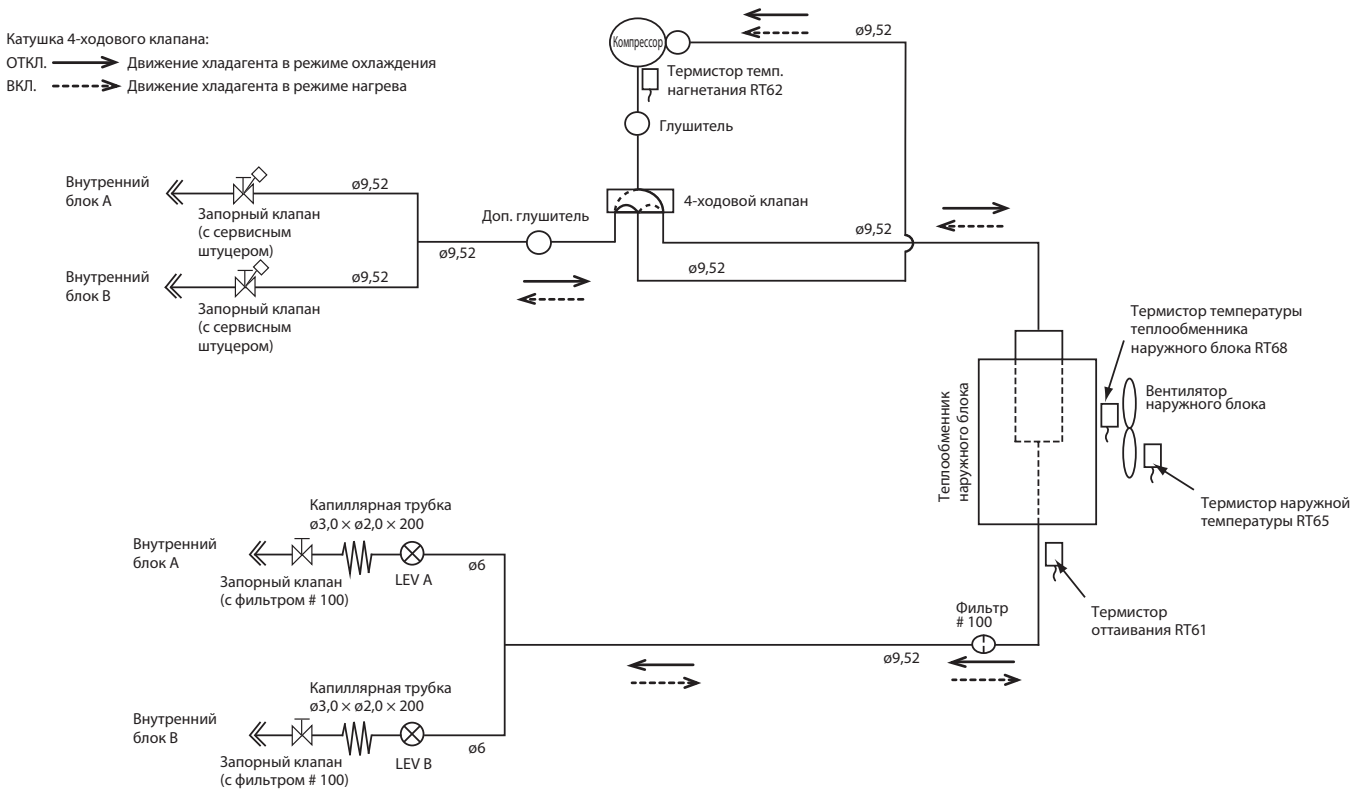 Катушка 4-ходового клапана:
ОТКЛ. Движение хладагента в режиме охлаждения
ВКЛ. Движение хладагента в режиме нагрева
Компрессор
ø9,52
Термистор темп.
нагнетания RT62
Глушитель
Внутренний
блок A
ø9,52
Запорный клапан
(с сервисным
штуцером)
Доп. глушитель
4-ходовой клапан
ø9,52
ø9,52
ø9,52
Внутренний
блок B
ø9,52
Запорный клапан
(с сервисным
штуцером)
Термистор температуры
теплообменника
наружного блока RT68
Вентилятор
наружного блока
Теплообменник
наружного блока
Термистор наружной
температуры RT65
Капиллярная трубка
ø3,0 × ø2,0 × 200
Внутренний
блок A
ø6
LEV A
Запорный клапан
(с фильтром # 100)
Фильтр
# 100
Термистор
оттаивания RT61
ø9,52
Капиллярная трубка
ø3,0 × ø2,0 × 200
Внутренний
блок B
ø6
LEV B
Запорный клапан
(с фильтром # 100)